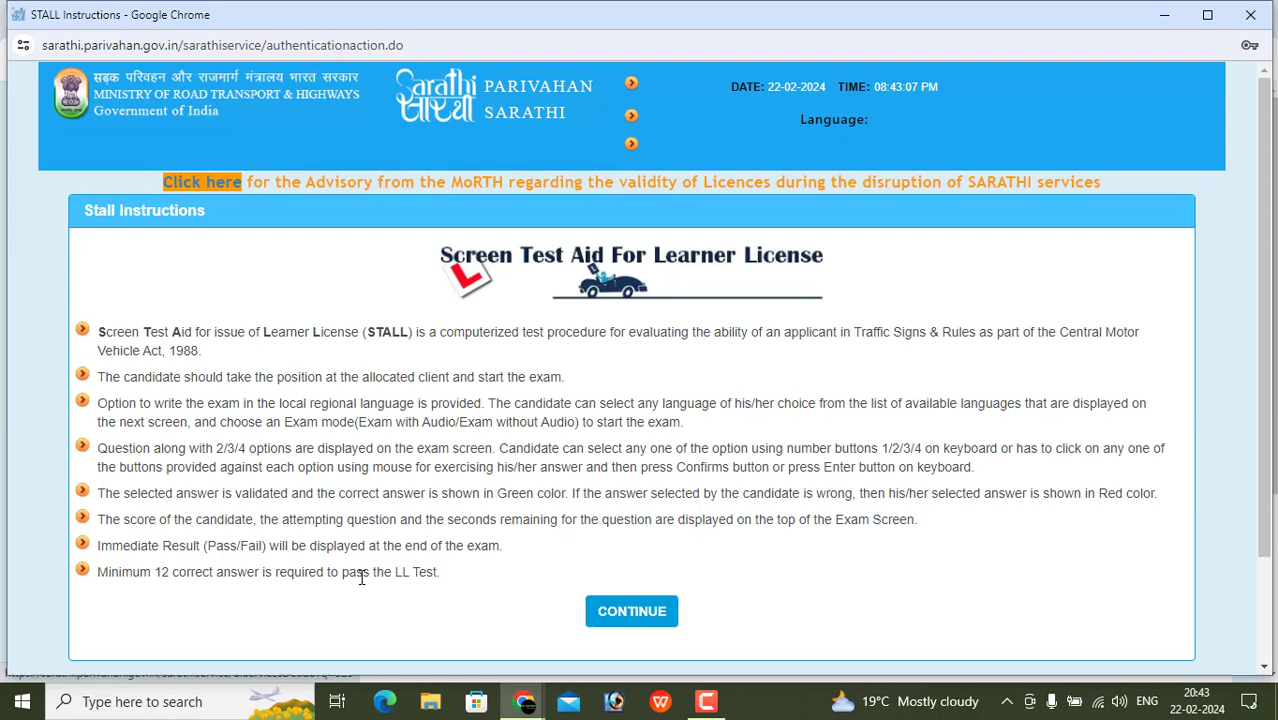 STALL Instructions - Google Chrome
sarathi.parivahan.gov.in/sarathiservice/authenticationaction.do
सड़क परिवहन और राजमार्ग मंत्रालय भारत सरकार
MINISTRY OF ROAD TRANSPORT & HIGHWAYS
Government of India
Sarathi
सारथी
PARIVAHAN
SARATHI
DATE: 22-02-2024 TIME: 08:43:07 PM
Language:
Click here for the Advisory from the MoRTH regarding the validity of Licences during the disruption of SARATHI services
Stall Instructions
Screen Test Aid For Learner License
L
Screen Test Aid for issue of Learner License (STALL) is a computerized test procedure for evaluating the ability of an applicant in Traffic Signs & Rules as part of the Central Motor
Vehicle Act, 1988.
The candidate should take the position at the allocated client and start the exam.
Option to write the exam in the local regional language is provided. The candidate can select any language of his/her choice from the list of available languages that are displayed on
the next screen, and choose an Exam mode(Exam with Audio/Exam without Audio) to start the exam.
Question along with 2/3/4 options are displayed on the exam screen. Candidate can select any one of the option using number buttons 1/2/3/4 on keyboard or has to click on any one of
the buttons provided against each option using mouse for exercising his/her answer and then press Confirms button or press Enter button on keyboard.
The selected answer is validated and the correct answer is shown in Green color. If the answer selected by the candidate is wrong, then his/her selected answer is shown in Red color.
The score of the candidate, the attempting question and the seconds remaining for the question are displayed on the top of the Exam Screen.
Immediate Result (Pass/Fail) will be displayed at the end of the exam.
Minimum 12 correct answer is required to pass the LL Test.
CONTINUE
Type here to search
19°C Mostly cloudy
ENG
20:43
22-02-2024